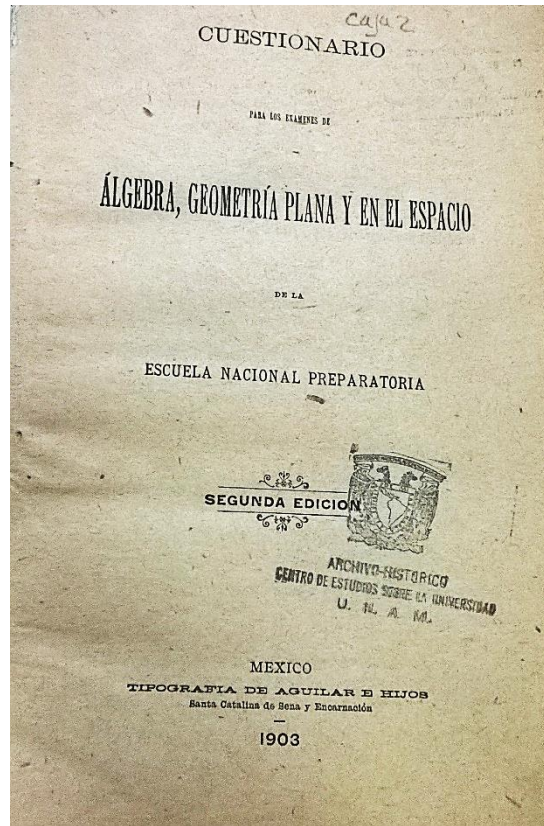 caja 2
CUESTIONARIO
PARA LOS EXAMENES DE
ÁLGEBRA, GEOMETRÍA PLANA Y EN EL ESPACIO
DE LA
ESCUELA NACIONAL PREPARATORIA
SEGUNDA EDICION
ARCHIVO-HISTORICO
CENTRO DE ESTUDIOS SOBRE LA UNIVERSIDAD
U. N. A. M.
MEXICO
TIPOGRAFIA DE AGUILAR E HIJOS
Santa Catalina de Sena y Encarnación
1903